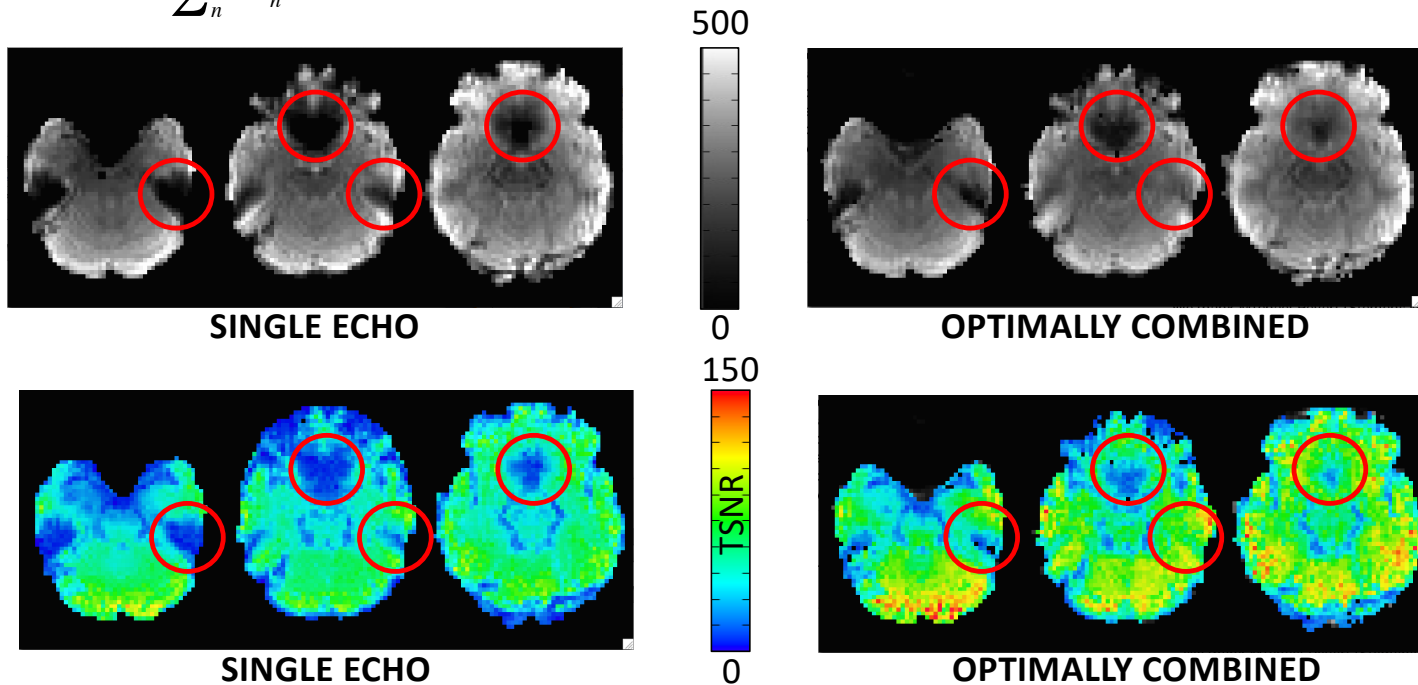 ∑n n
500
0
SINGLE ECHO
OPTIMALLY COMBINED
150
TSNR
0
SINGLE ECHO
OPTIMALLY COMBINED